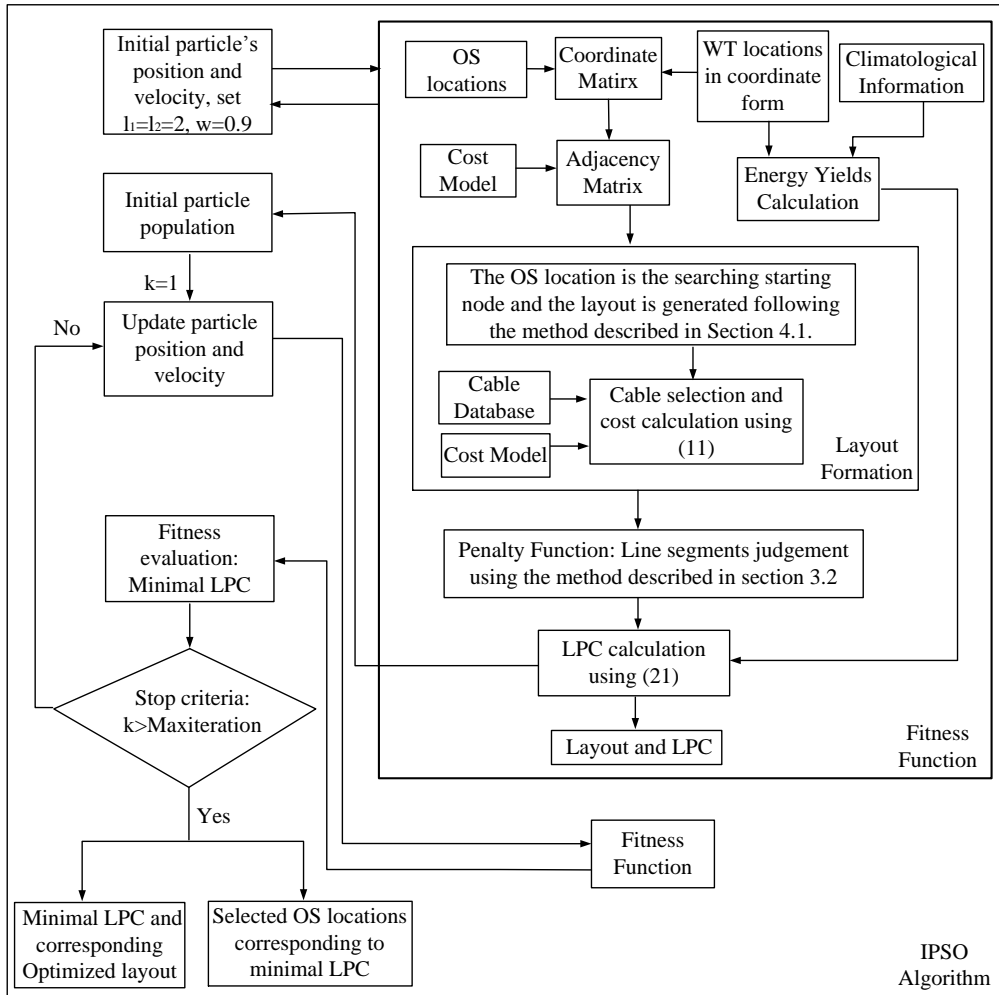 Initial particle's
position and
velocity, set
l₁=l₂=2, w=0.9
OS
locations
Coordinate
Matirx
WT locations
in coordinate
form
Climatological
Information
Cost
Model
Adjacency
Matrix
Energy Yields
Calculation
Initial particle
population
k=1
No
Update particle
position and
velocity
The OS location is the searching starting
node and the layout is generated following
the method described in Section 4.1.
Cable
Database
Cost Model
Cable selection and
cost calculation using
(11)
Layout
Formation
Fitness
evaluation:
Minimal LPC
Penalty Function: Line segments judgement
using the method described in section 3.2
LPC calculation
using (21)
Stop criteria:
k>Maxiteration
Layout and LPC
Fitness
Function
Yes
Fitness
Function
Minimal LPC and
corresponding
Optimized layout
Selected OS locations
corresponding to
minimal LPC
IPSO
Algorithm